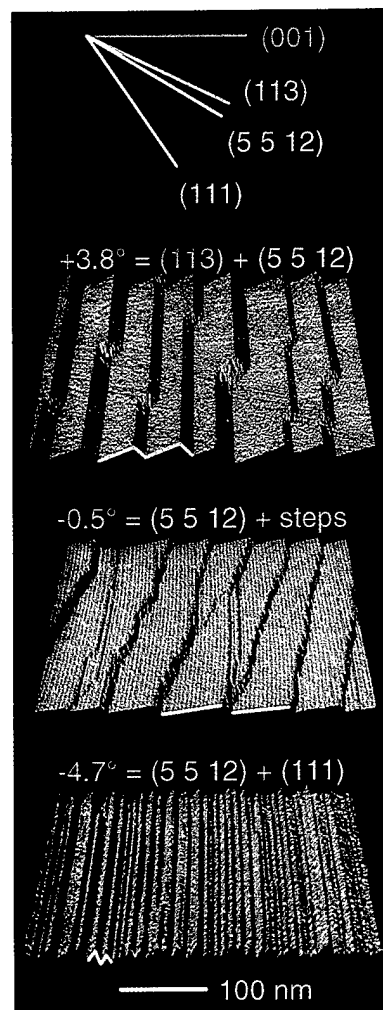 (001)
(113)
(5 5 12)
(111)
+3.8° = (113) + (5 5 12)
-0.5° = (5 5 12) + steps
-4.7° = (5 5 12) + (111)
100 nm